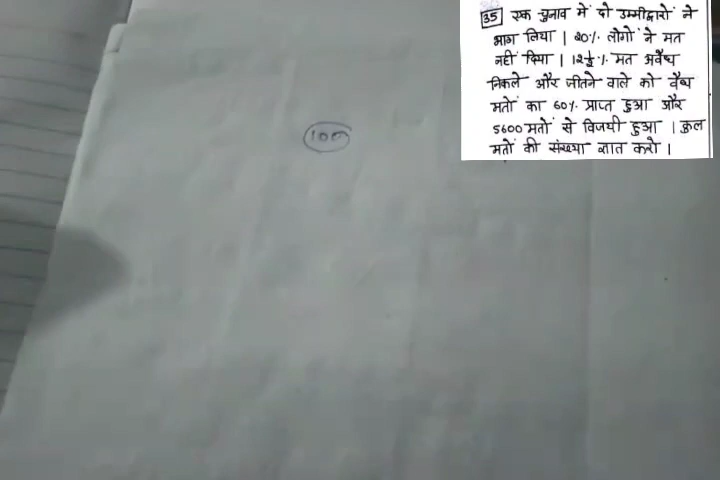 35 एक चुनाव में दो उम्मीद्वारों ने
भाग लिया | 20% लोगों ने मत
नहीं दिया | 12½% मत अवैध
निकले और जीतने वाले को वैध
मतों का 60% प्राप्त हुआ और
5600 मतों से विजयी हुआ | कुल
मतों की संख्या ज्ञात करो |
100